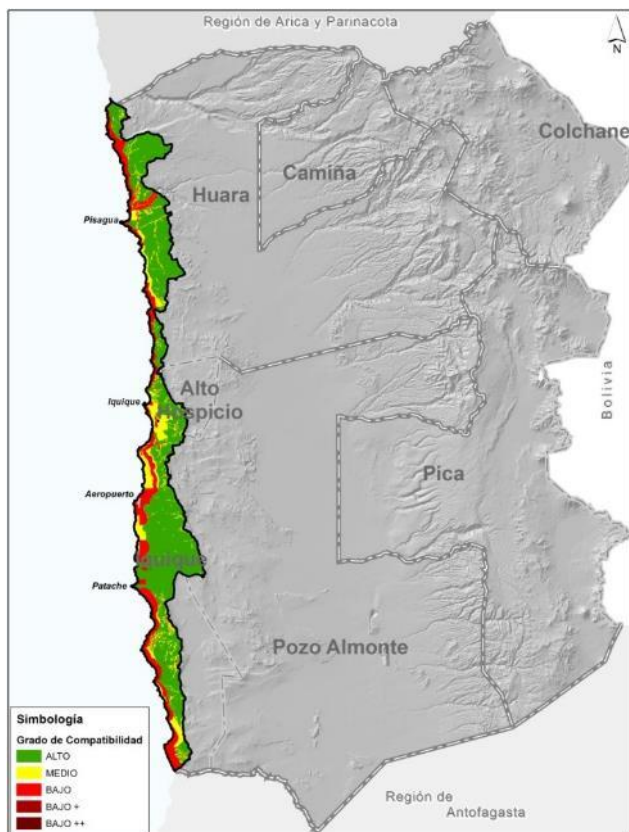 Región de Arica y Parinacota
N
Colchane
Camiña
Huara
Pisagua
Alto
Hospicio
Iquique
Bolivia
Pica
Aeropuerto
Iquique
Patache
Pozo Almonte
Simbología
Grado de Compatibilidad
ALTO
MEDIO
BAJO
BAJO +
BAJO ++
Región de
Antofagasta